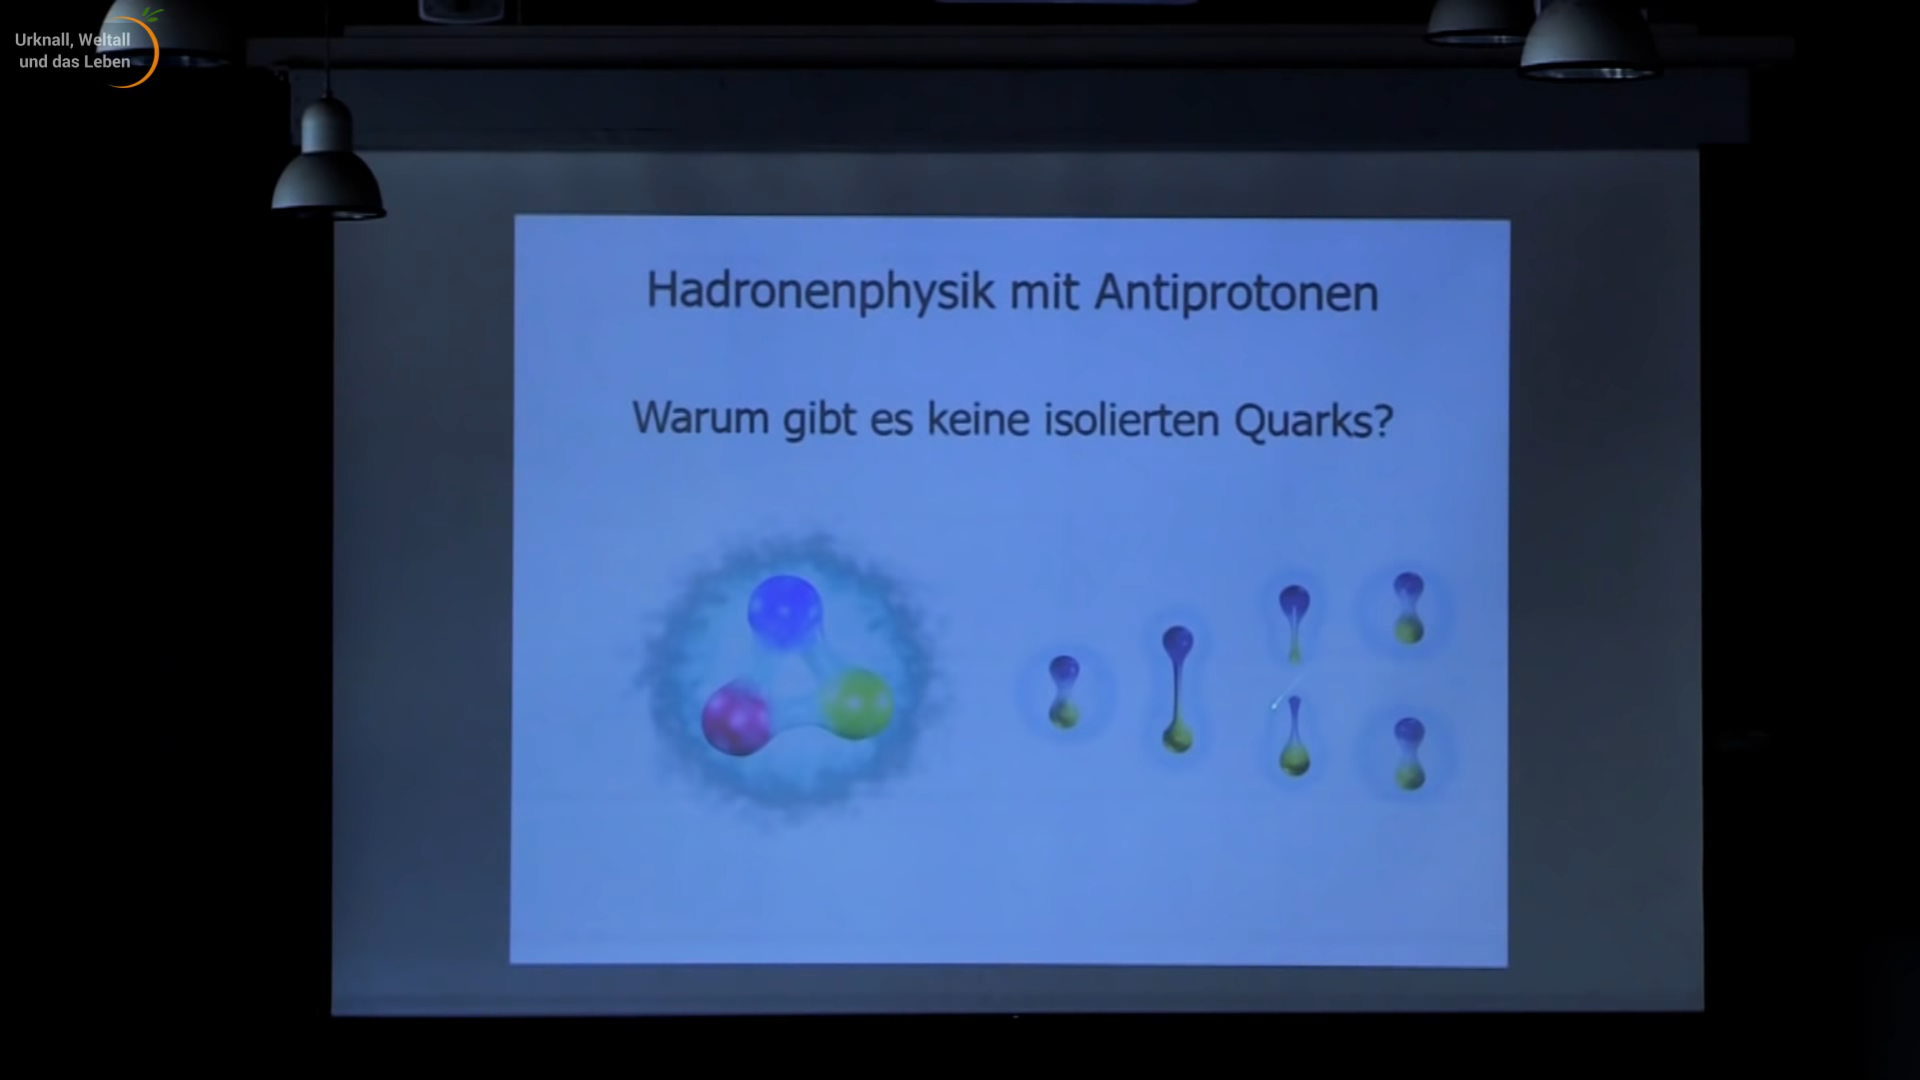 Urknall, Weltall
und das Leben
Hadronenphysik mit Antiprotonen
Warum gibt es keine isolierten Quarks?